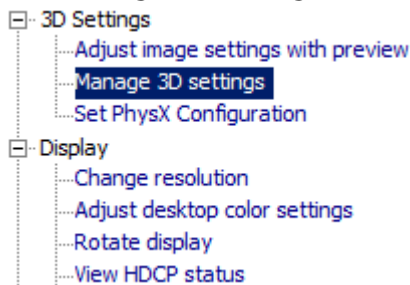 3D Settings
Adjust image settings with preview
Manage 3D settings
Set PhysX Configuration
Display
Change resolution
Adjust desktop color settings
Rotate display
View HDCP status